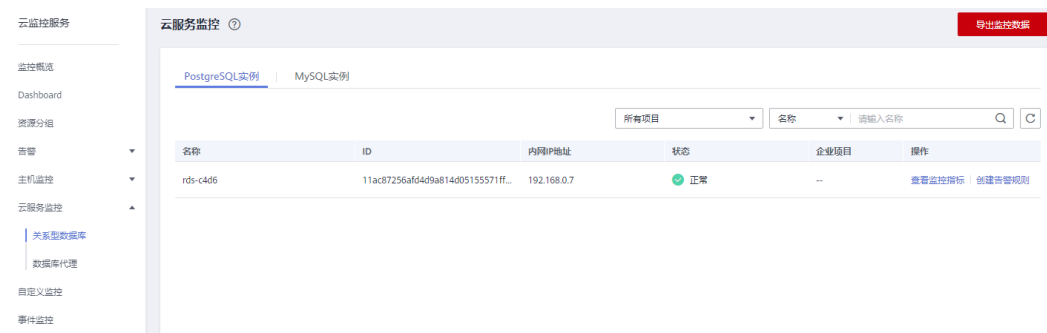 云监控服务
云服务监控
导出监控数据
监控概览
Dashboard
资源分组
告警
主机监控
云服务监控
关系型数据库
数据库代理
自定义监控
事件监控
PostgreSQL实例 MySQL实例
所有项目 名称 请输入名称
名称 ID 内网IP地址 状态 企业项目 操作
rds-c4d6 11ac87256afd4d9a814d05155571ff... 192.168.0.7 正常 -- 查看监控指标 创建告警规则